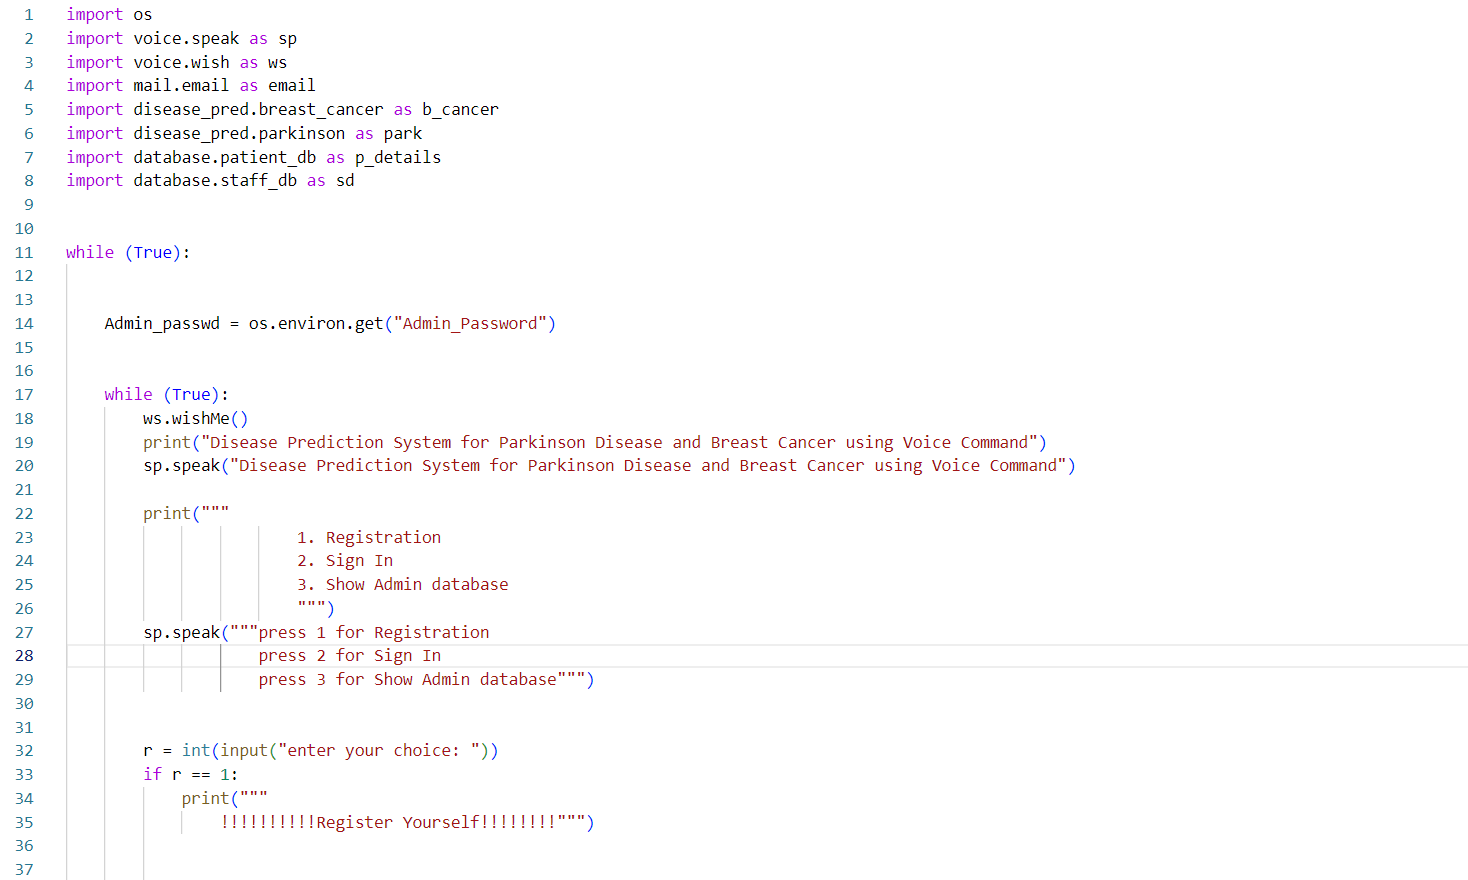 1 import os
2 import voice.speak as sp
3 import voice.wish as ws
4 import mail.email as email
5 import disease_pred.breast_cancer as b_cancer
6 import disease_pred.parkinson as park
7 import database.patient_db as p_details
8 import database.staff_db as sd
9
10
11 while (True):
12
13
14     Admin_passwd = os.environ.get("Admin_Password")
15
16
17     while (True):
18         ws.wishMe()
19         print("Disease Prediction System for Parkinson Disease and Breast Cancer using Voice Command")
20         sp.speak("Disease Prediction System for Parkinson Disease and Breast Cancer using Voice Command")
21
22         print("""
23                         1. Registration
24                         2. Sign In
25                         3. Show Admin database
26                         """)
27         sp.speak("""press 1 for Registration
28                     press 2 for Sign In
29                     press 3 for Show Admin database""")
30
31
32         r = int(input("enter your choice: "))
33         if r == 1:
34             print("""
35                 !!!!!!!!!!Register Yourself!!!!!!!!""")
36
37